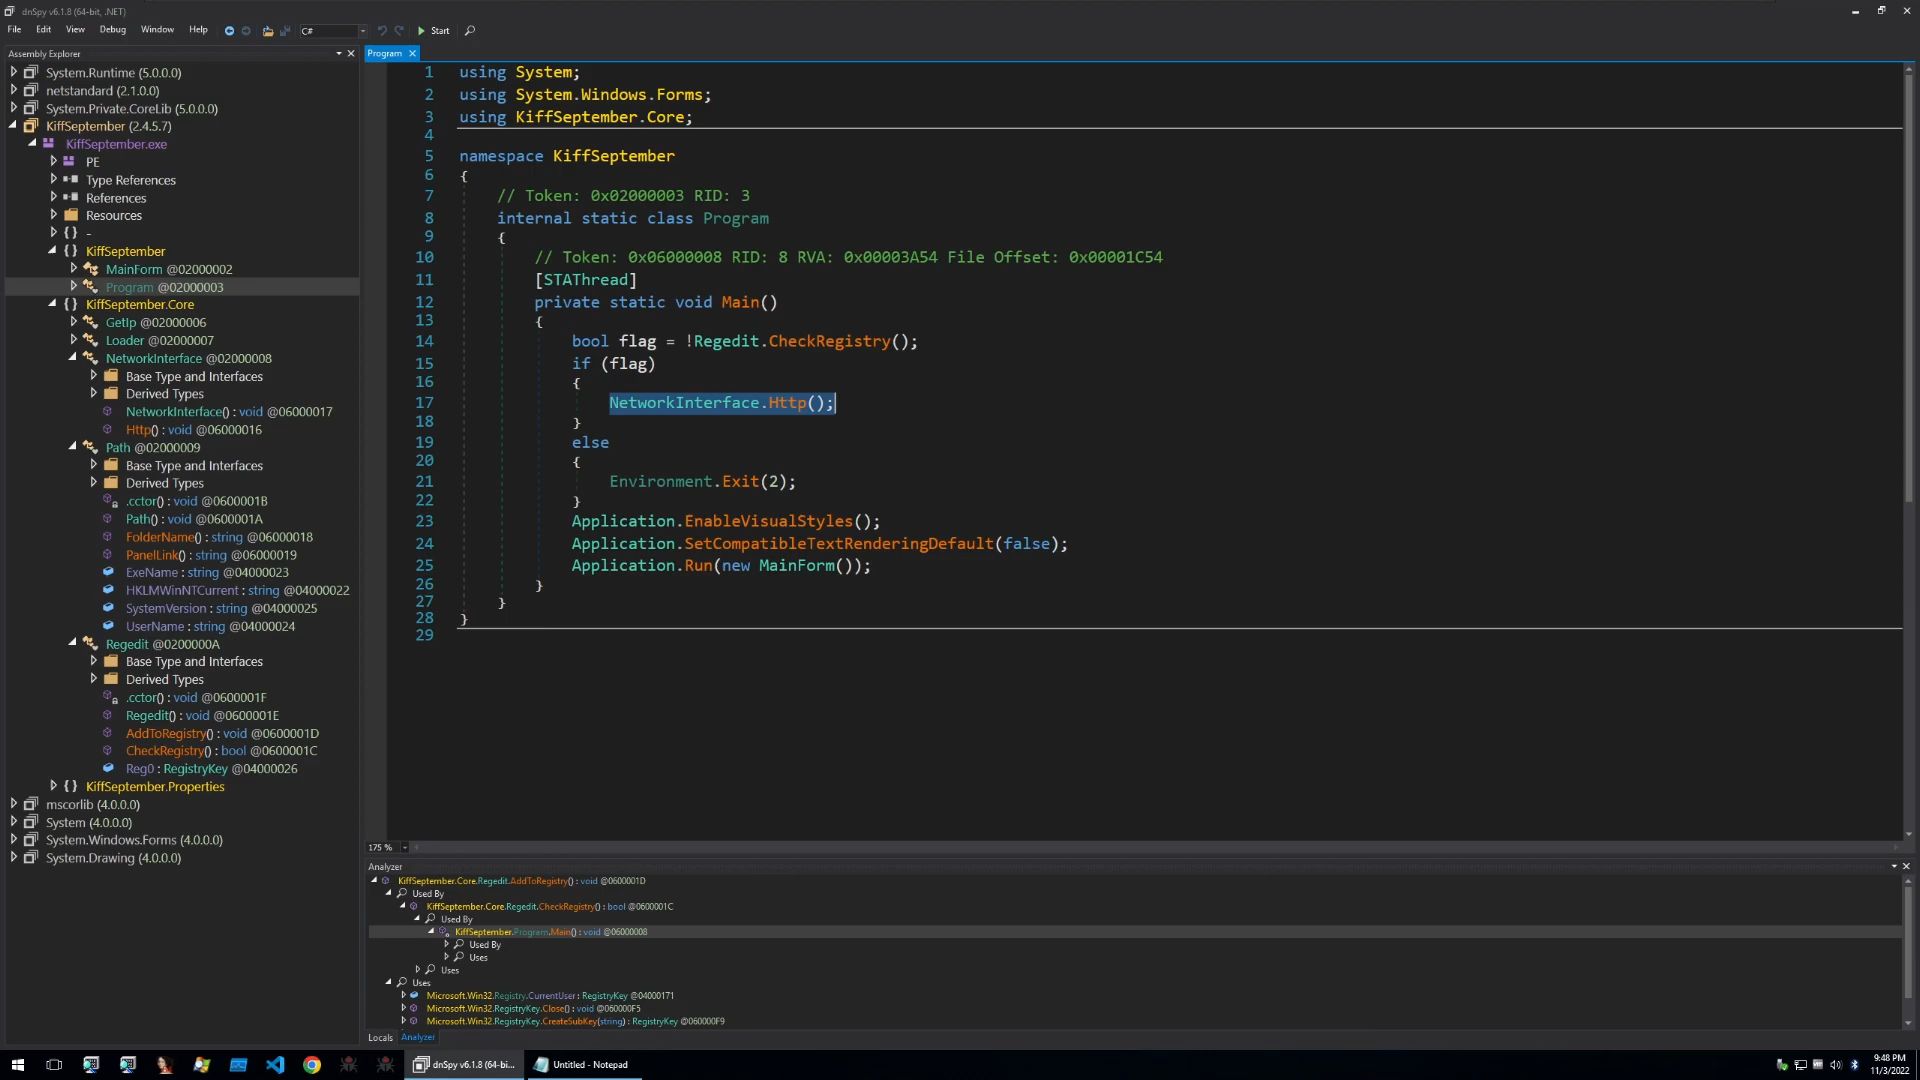 dnSpy v6.1.8 (64-bit, .NET)
File Edit View Debug Window Help C# Start
Assembly Explorer
System.Runtime (5.0.0.0)
netstandard (2.1.0.0)
System.Private.CoreLib (5.0.0.0)
KiffSeptember (2.4.5.7)
KiffSeptember.exe
PE
Type References
References
Resources
{ } -
{ } KiffSeptember
MainForm @02000002
Program @02000003
{ } KiffSeptember.Core
GetIp @02000006
Loader @02000007
NetworkInterface @02000008
Base Type and Interfaces
Derived Types
NetworkInterface() : void @06000017
Http() : void @06000016
Path @02000009
Base Type and Interfaces
Derived Types
.cctor() : void @0600001B
Path() : void @0600001A
FolderName() : string @06000018
PanelLink() : string @06000019
ExeName : string @04000023
HKLMWinNTCurrent : string @04000022
SystemVersion : string @04000025
UserName : string @04000024
Regedit @0200000A
Base Type and Interfaces
Derived Types
.cctor() : void @0600001F
Regedit() : void @0600001E
AddToRegistry() : void @0600001D
CheckRegistry() : bool @0600001C
Reg0 : RegistryKey @04000026
{ } KiffSeptember.Properties
mscorlib (4.0.0.0)
System (4.0.0.0)
System.Windows.Forms (4.0.0.0)
System.Drawing (4.0.0.0)
Program
1 using System;
2 using System.Windows.Forms;
3 using KiffSeptember.Core;
4
5 namespace KiffSeptember
6 {
7 // Token: 0x02000003 RID: 3
8 internal static class Program
9 {
10 // Token: 0x06000008 RID: 8 RVA: 0x00003A54 File Offset: 0x00001C54
11 [STAThread]
12 private static void Main()
13 {
14 bool flag = !Regedit.CheckRegistry();
15 if (flag)
16 {
17 NetworkInterface.Http();
18 }
19 else
20 {
21 Environment.Exit(2);
22 }
23 Application.EnableVisualStyles();
24 Application.SetCompatibleTextRenderingDefault(false);
25 Application.Run(new MainForm());
26 }
27 }
28 }
29
175 %
Analyzer
KiffSeptember.Core.Regedit.AddToRegistry() : void @0600001D
Used By
KiffSeptember.Core.Regedit.CheckRegistry() : bool @0600001C
Used By
KiffSeptember.Program.Main() : void @06000008
Used By
Uses
Uses
Uses
Microsoft.Win32.Registry.CurrentUser : RegistryKey @04000171
Microsoft.Win32.RegistryKey.Close() : void @060000F5
Microsoft.Win32.RegistryKey.CreateSubKey(string) : RegistryKey @060000F9
Locals Analyzer
dnSpy v6.1.8 (64-bi...
Untitled - Notepad
9:48 PM
11/3/2022